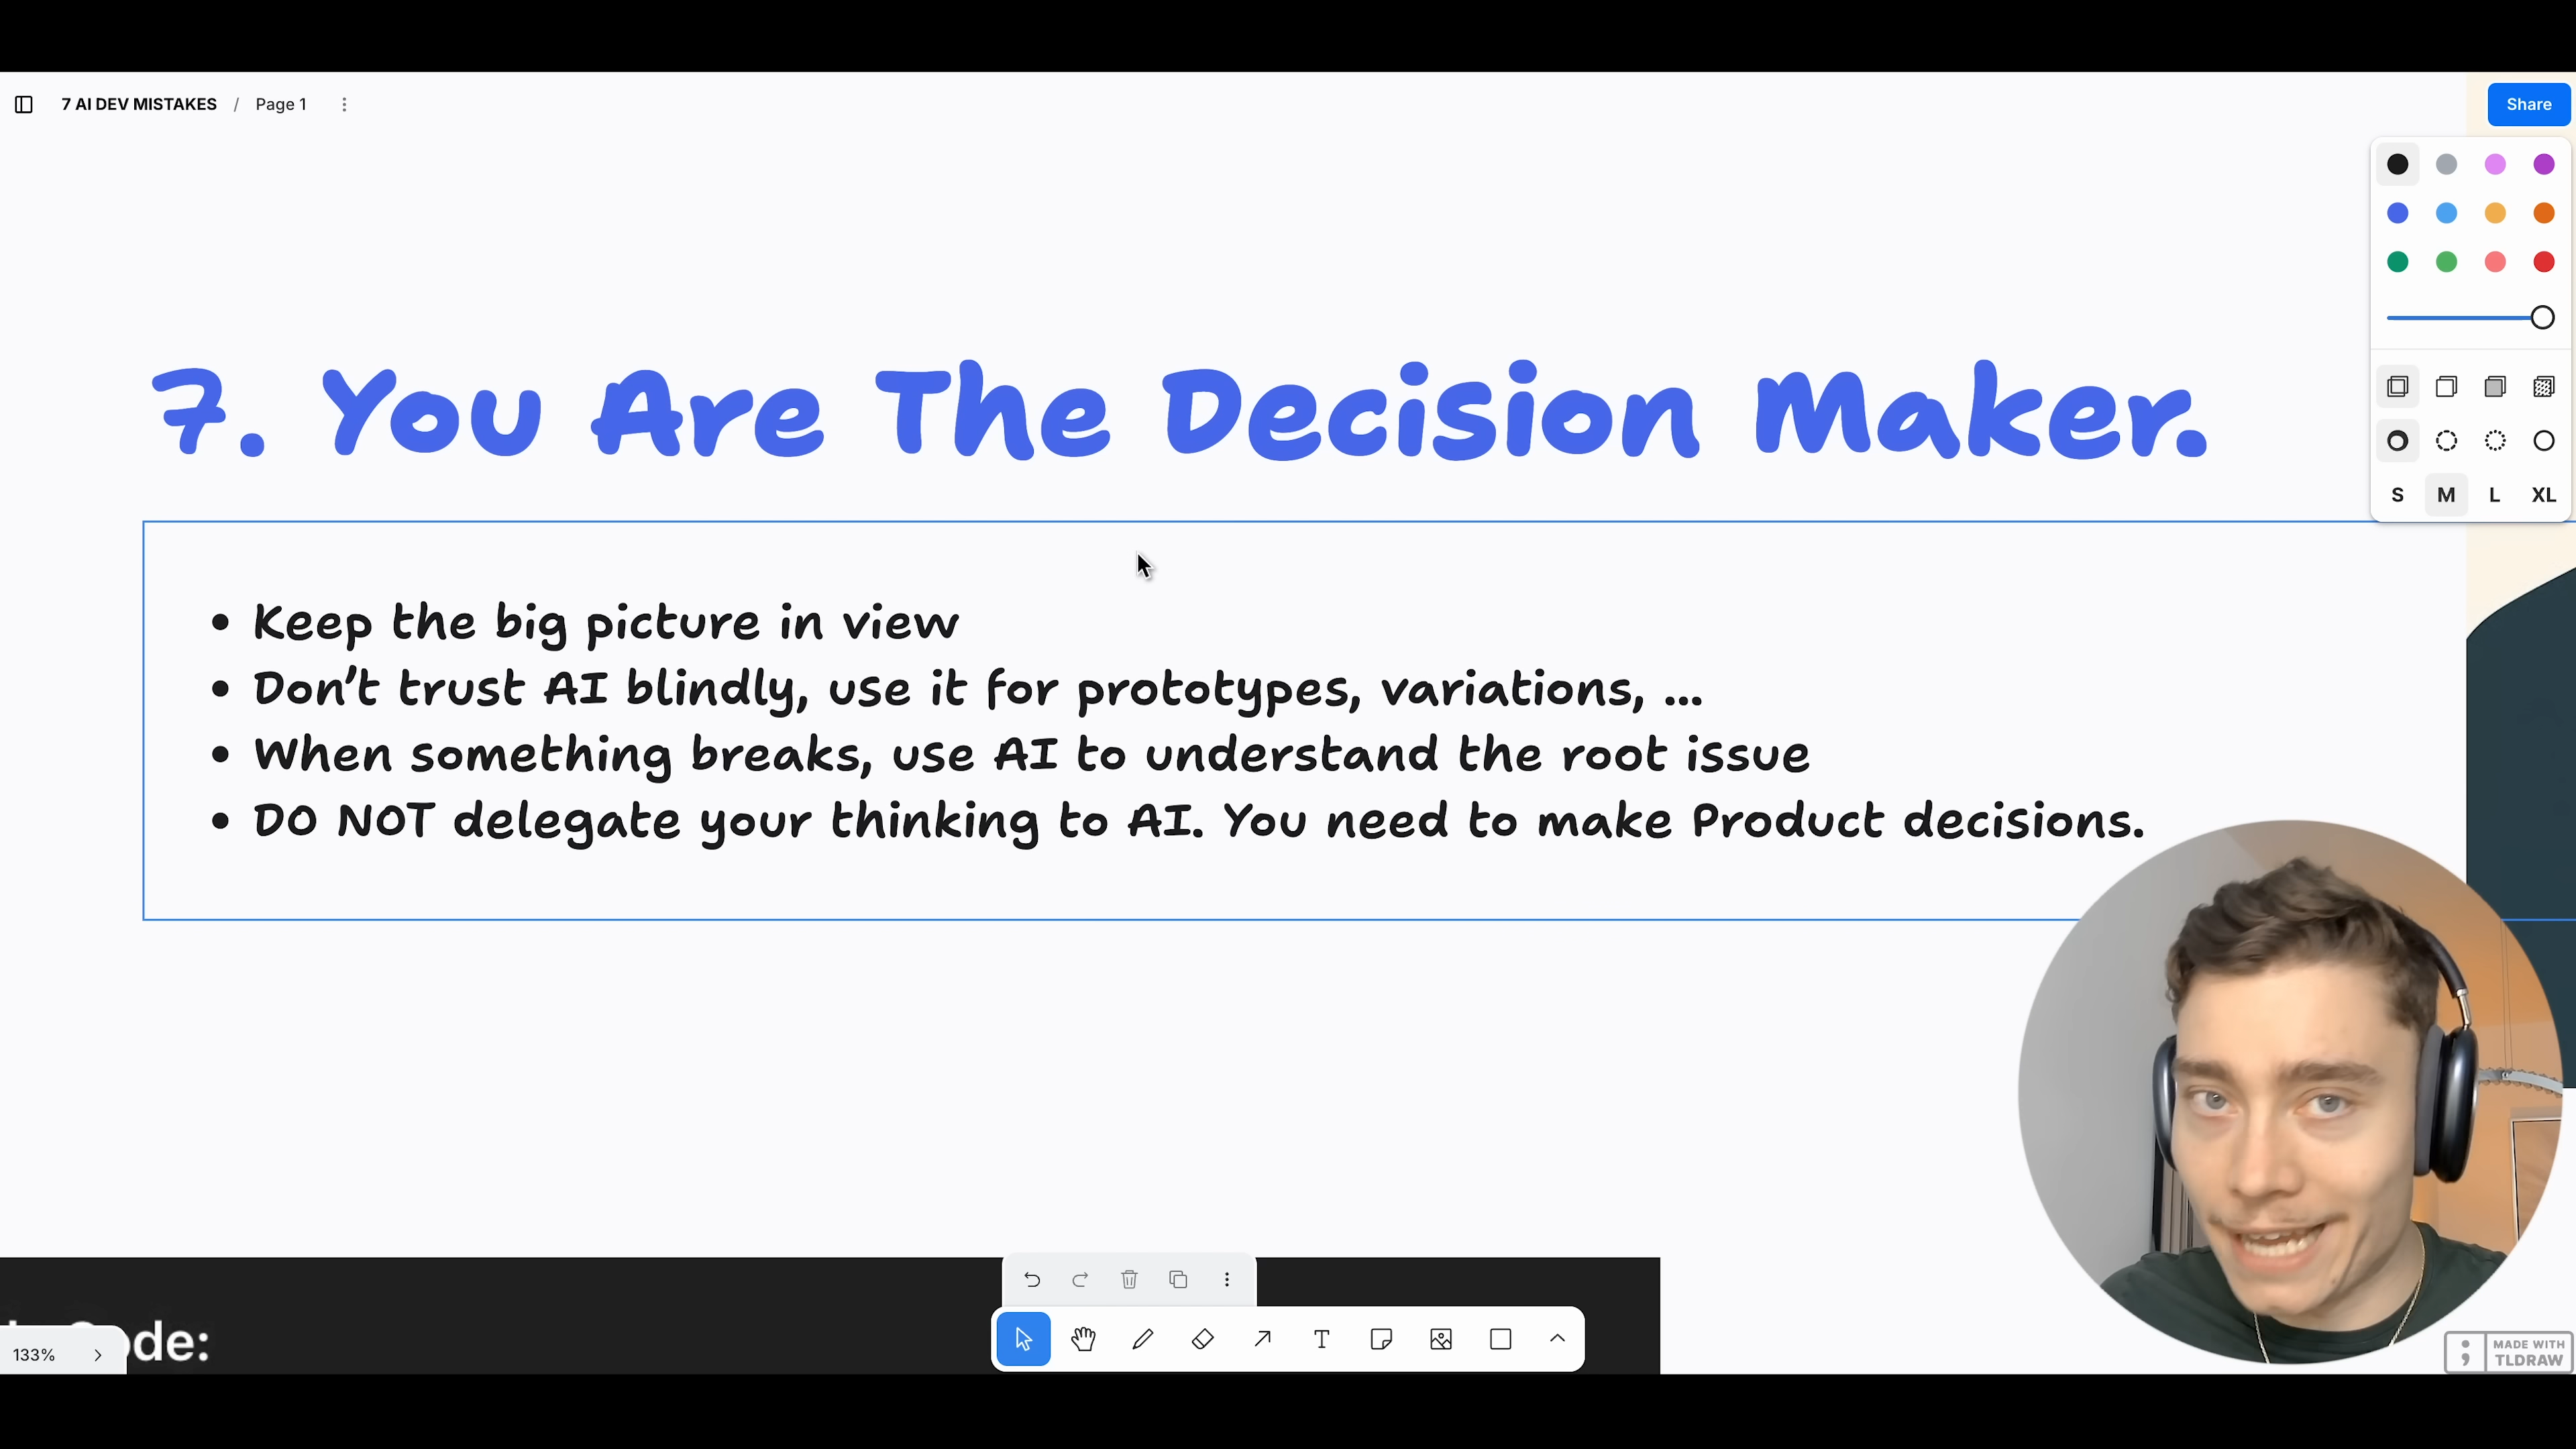 7 AI DEV MISTAKES / Page 1
Share
7. You Are The Decision Maker.
S M L XL
• Keep the big picture in view
• Don't trust AI blindly, use it for prototypes, variations, ...
• When something breaks, use AI to understand the root issue
• DO NOT delegate your thinking to AI. You need to make Product decisions.
ode:
133%
T
MADE WITH
TLDRAW